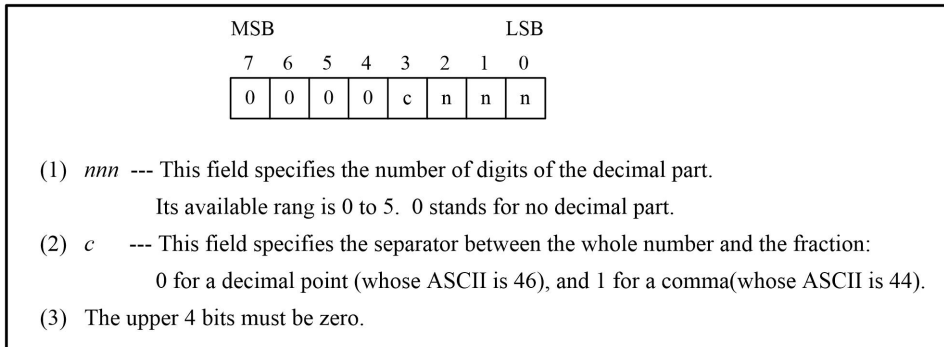 MSB LSB
7 6 5 4 3 2 1 0
0 0 0 0 c n n n
(1) nnn --- This field specifies the number of digits of the decimal part.
Its available rang is 0 to 5. 0 stands for no decimal part.
(2) c --- This field specifies the separator between the whole number and the fraction:
0 for a decimal point (whose ASCII is 46), and 1 for a comma(whose ASCII is 44).
(3) The upper 4 bits must be zero.